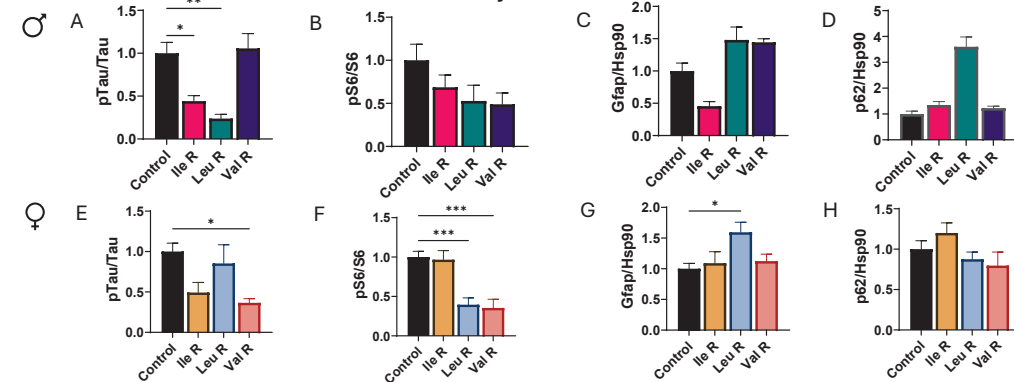 ♂ A B C D
**
*
pTau/Tau
1.5
1.0
0.5
0.0
Control Ile R Leu R Val R
pS6/S6
1.5
1.0
0.5
0.0
Control Ile R Leu R Val R
Gfap/Hsp90
2.0
1.5
1.0
0.5
0.0
Control Ile R Leu R Val R
p62/Hsp90
5
4
3
2
1
0
Control Ile R Leu R Val R
♀ E F G H
*
pTau/Tau
1.5
1.0
0.5
0.0
Control Ile R Leu R Val R
***
***
pS6/S6
1.5
1.0
0.5
0.0
Control Ile R Leu R Val R
*
Gfap/Hsp90
2.0
1.5
1.0
0.5
0.0
Control Ile R Leu R Val R
p62/Hsp90
1.5
1.0
0.5
0.0
Control Ile R Leu R Val R